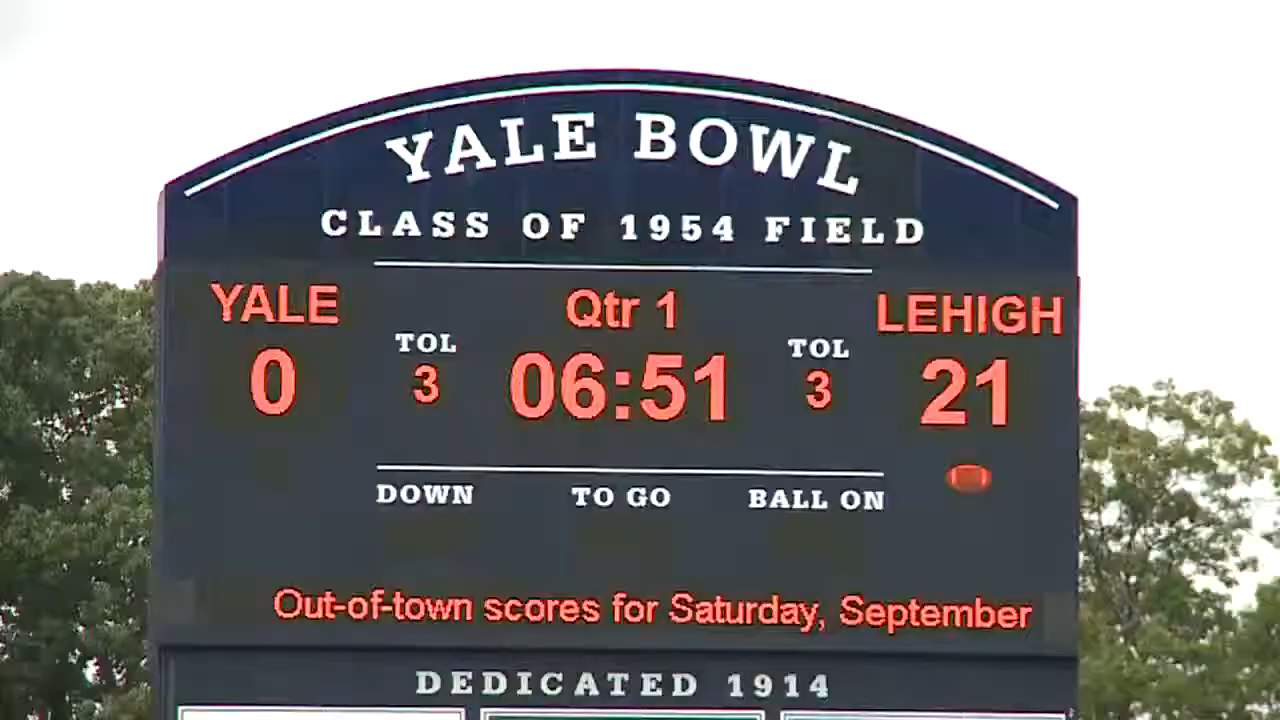 YALE BOWL
CLASS OF 1954 FIELD
YALE Qtr 1 LEHIGH
TOL TOL
0 3 06:51 3 21
DOWN TO GO BALL ON
Out-of-town scores for Saturday, September
DEDICATED 1914